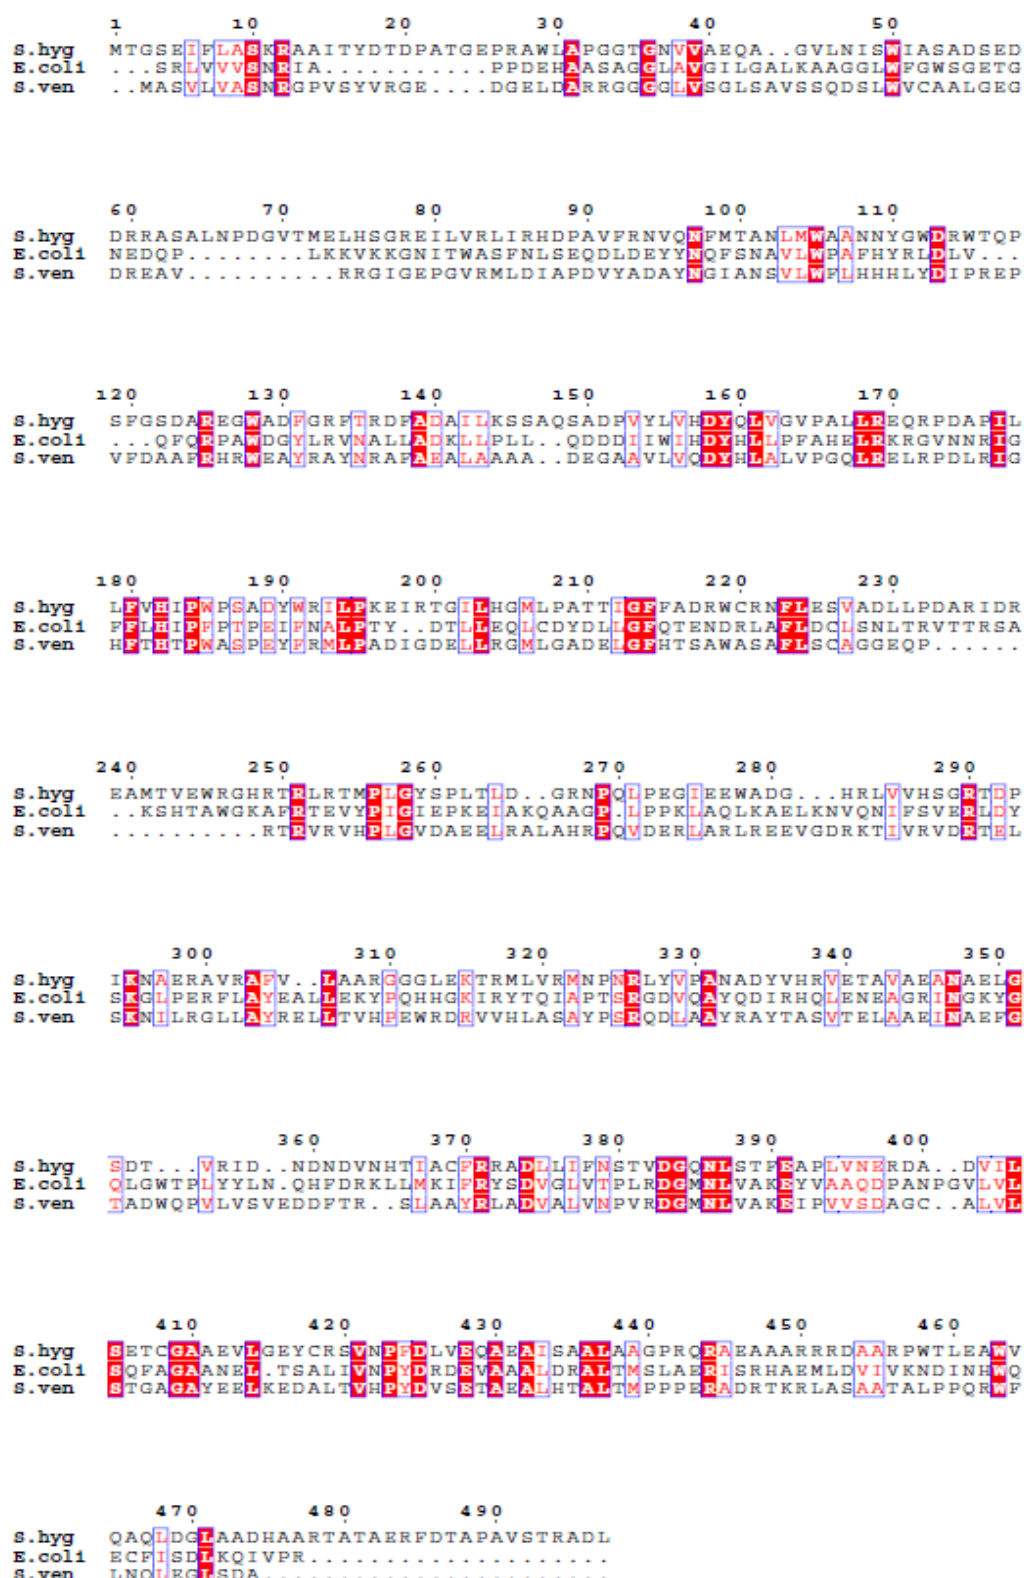 1 10 20 30 40 50
S.hyg MTGSEIFLASKRAAITYDTDPATGEPRAWLAPGGTGNVVAEQA..GVLNISWIASADSED
E.coli ...SRLVVVSNRIA...........PPDEHAASAGGLAVGILGALKAAGGLWFGWSGETG
S.ven ..MASVLVASNRGPVSYVRGE....DGELDARRGGGGLVSGLSAVSSQDSLWVCAALGEG
60 70 80 90 100 110
S.hyg DRRASALNPDGVTMELHSGREILVRLIRHDPAVFRNVQNFMTANLMWAANNYGWDRWTQP
E.coli NEDQP........LKKVKKGNITWASFNLSEQDLDEYYNQFSNAVLWPAFHYRLDLV...
S.ven DREAV..........RRGIGEPGVRMLDIAPDVYADAYNGIANSVLWFLHHHLYDIPREP
120 130 140 150 160 170
S.hyg SFGSDAREGWADFGRFTRDFADAILKSSAQSADPVYLVHDYQLVGVPALLREQRPDAPIL
E.coli ...QFQRPAWDGYLRVNALLADKLLPLL..QDDDIIWIHDYHLLPFAHELRKRGVNNRIG
S.ven VFDAAFRHRWEAYRAYNRAFAEALAAAA..DEGAAVLVQDYHLALVPGQLRELRPDLRIG
180 190 200 210 220 230
S.hyg LFVHIPWPSADYWRILPKEIRTGILHGMLPATTIGFFADRWCRNFLESVADLLPDARIDR
E.coli FFLHIPFPTPEIFNALPTY..DTLLEQLCDYDLLGFQTENDRLAFLDCLSNLTRVTTRSA
S.ven HFTHTPWASPEYFRMLPADIGDELLRGMLGADELGFHTSAWASAFLSCAGGEQP......
240 250 260 270 280 290
S.hyg EAMTVEWRGHRTRLRTMPLGYSPLTLD..GRNPQLPEGIEEWADG...HRLVVHSGRTDP
E.coli ..KSHTAWGKAFRTEVYPIGIEPKEIAKQAAGP.LPPKLAQLKAELKNVQNIFSVERLDY
S.ven ..........RTRVRVHPLGVDAEELRALAHRPQVDERLARLREEVGDRKTIVRVDRTEL
300 310 320 330 340 350
S.hyg IKNAERAVRAFV..LAARGGGLEKTRMLVRMNPNRLYVPANADYVHRVETAVAEANAELG
E.coli SKGLPERFLAYEALLEKYPQHHGKIRYTQIAPTSRGDVQAYQDIRHQLENEAGRINGKYG
S.ven SKNILRGLLAYRELLTVHPEWRDRVVHLASAYPSRQDLAAYRAYTASVTELAAEINAEFG
360 370 380 390 400
S.hyg SDT...VRID..NDNDVNHTIACFRRADLLIFNSTVDGQNLSTFEAPLVNERDA..DVIL
E.coli QLGWTPLYYLN.QHFDRKLLMKIFRYSDVGLVTPLRDGMNLVAKEYVAAQDPANPGVLVL
S.ven TADWQPVLVSVEDDFTR..SLAAYRLADVALVNPVRDGMNLVAKEIPVVSDAGC..ALVL
410 420 430 440 450 460
S.hyg SETCGAAEVLGEYCRSVNPFDLVEQAEAISAALAAGPRQRAEAAARRRDAARPWTLEAWV
E.coli SQFAGAANEL.TSALIVNPYDRDEVAAALDRALTMSLAERISRHAEMLDVIVKNDINHWQ
S.ven STGAGAYEELKEDALTVHPYDVSETAEALHTALTMPPPERADRTKRLASAATALPPQRWF
470 480 490
S.hyg QAQLDGLAADHAARTATAERFDTAPAVSTRADL
E.coli ECFISDLKQIVPR....................
S.ven LNQLEGLSDA.......................